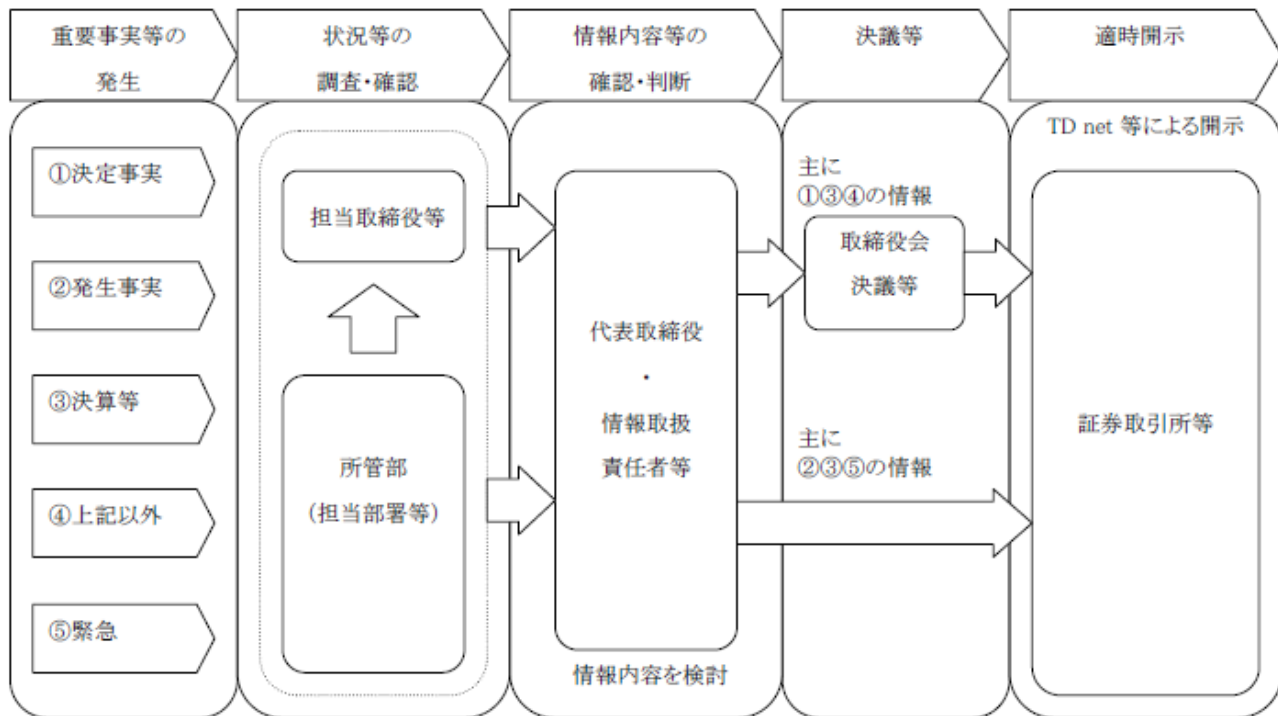 重要事実等の
発生
状況等の
調査・確認
情報内容等の
確認・判断
決議等
適時開示
①決定事実
②発生事実
③決算等
④上記以外
⑤緊急
担当取締役等
所管部
(担当部署等)
代表取締役
・
情報取扱
責任者等
情報内容を検討
主に
①③④の情報
取締役会
決議等
主に
②③⑤の情報
TD net 等による開示
証券取引所等